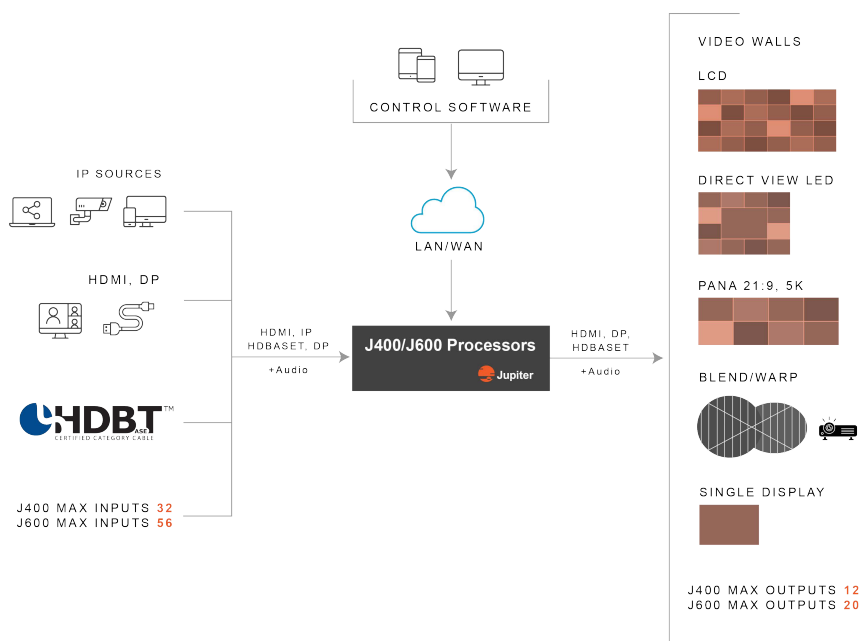 CONTROL SOFTWARE
LAN/WAN
IP SOURCES
HDMI, DP
HDBT™
ASE
CERTIFIED CATEGORY CABLE
J400 MAX INPUTS 32
J600 MAX INPUTS 56
HDMI, IP
HDBASET, DP
+Audio
J400/J600 Processors
Jupiter
HDMI, DP,
HDBASET
+Audio
VIDEO WALLS
LCD
DIRECT VIEW LED
PANA 21:9, 5K
BLEND/WARP
SINGLE DISPLAY
J400 MAX OUTPUTS 12
J600 MAX OUTPUTS 20